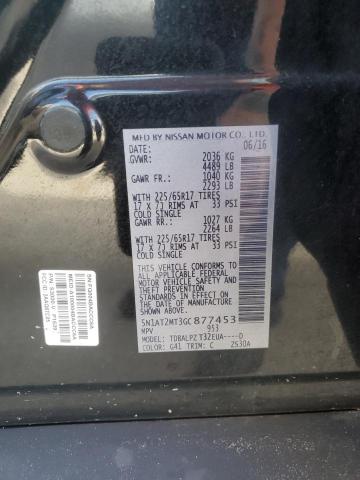 MFD BY NISSAN MOTOR CO., LTD.
DATE: 06/16
GVWR: 2036 KG
4489 LB
GAWR FR.: 1040 KG
2293 LB
WITH 225/65R17 TIRES
17 X 7J RIMS AT 33 PSI
COLD SINGLE
GAWR RR.: 1027 KG
2264 LB
WITH 225/65R17 TIRES
17 X 7J RIMS AT 33 PSI
COLD SINGLE
THIS VEHICLE CONFORMS TO ALL
APPLICABLE FEDERAL MOTOR VEHICLE
SAFETY, BUMPER, AND THEFT
PREVENTION STANDARDS IN EFFECT
ON THE DATE OF
MANUFACTURE SHOWN ABOVE.
5N1AT2MT3GC877453
MPV 953
MODEL: TDBALPZ T32EUA----D
COLOR: G41 TRIM: C 2530A